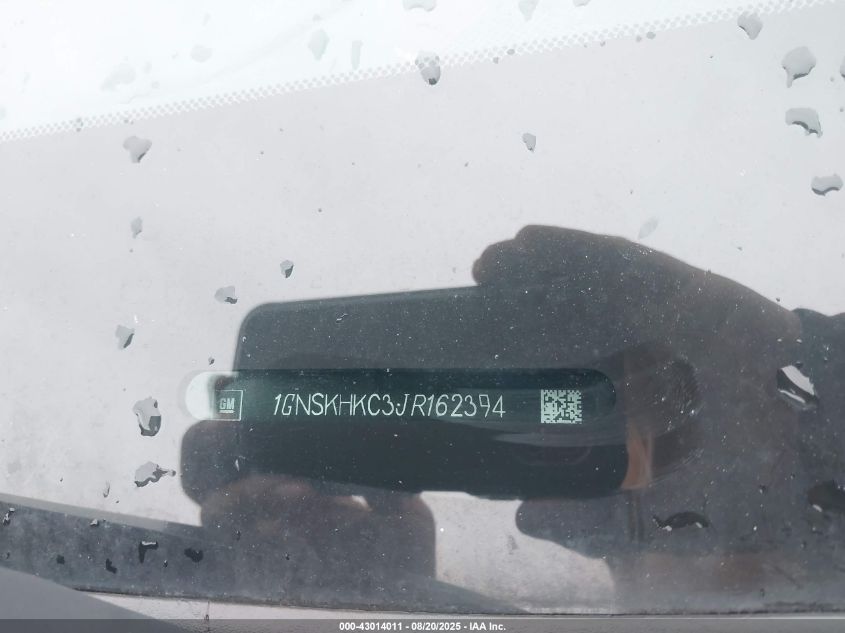 GM
1GNSKHKC3JR162394
000-43014011 - 08/20/2025 - IAA Inc.